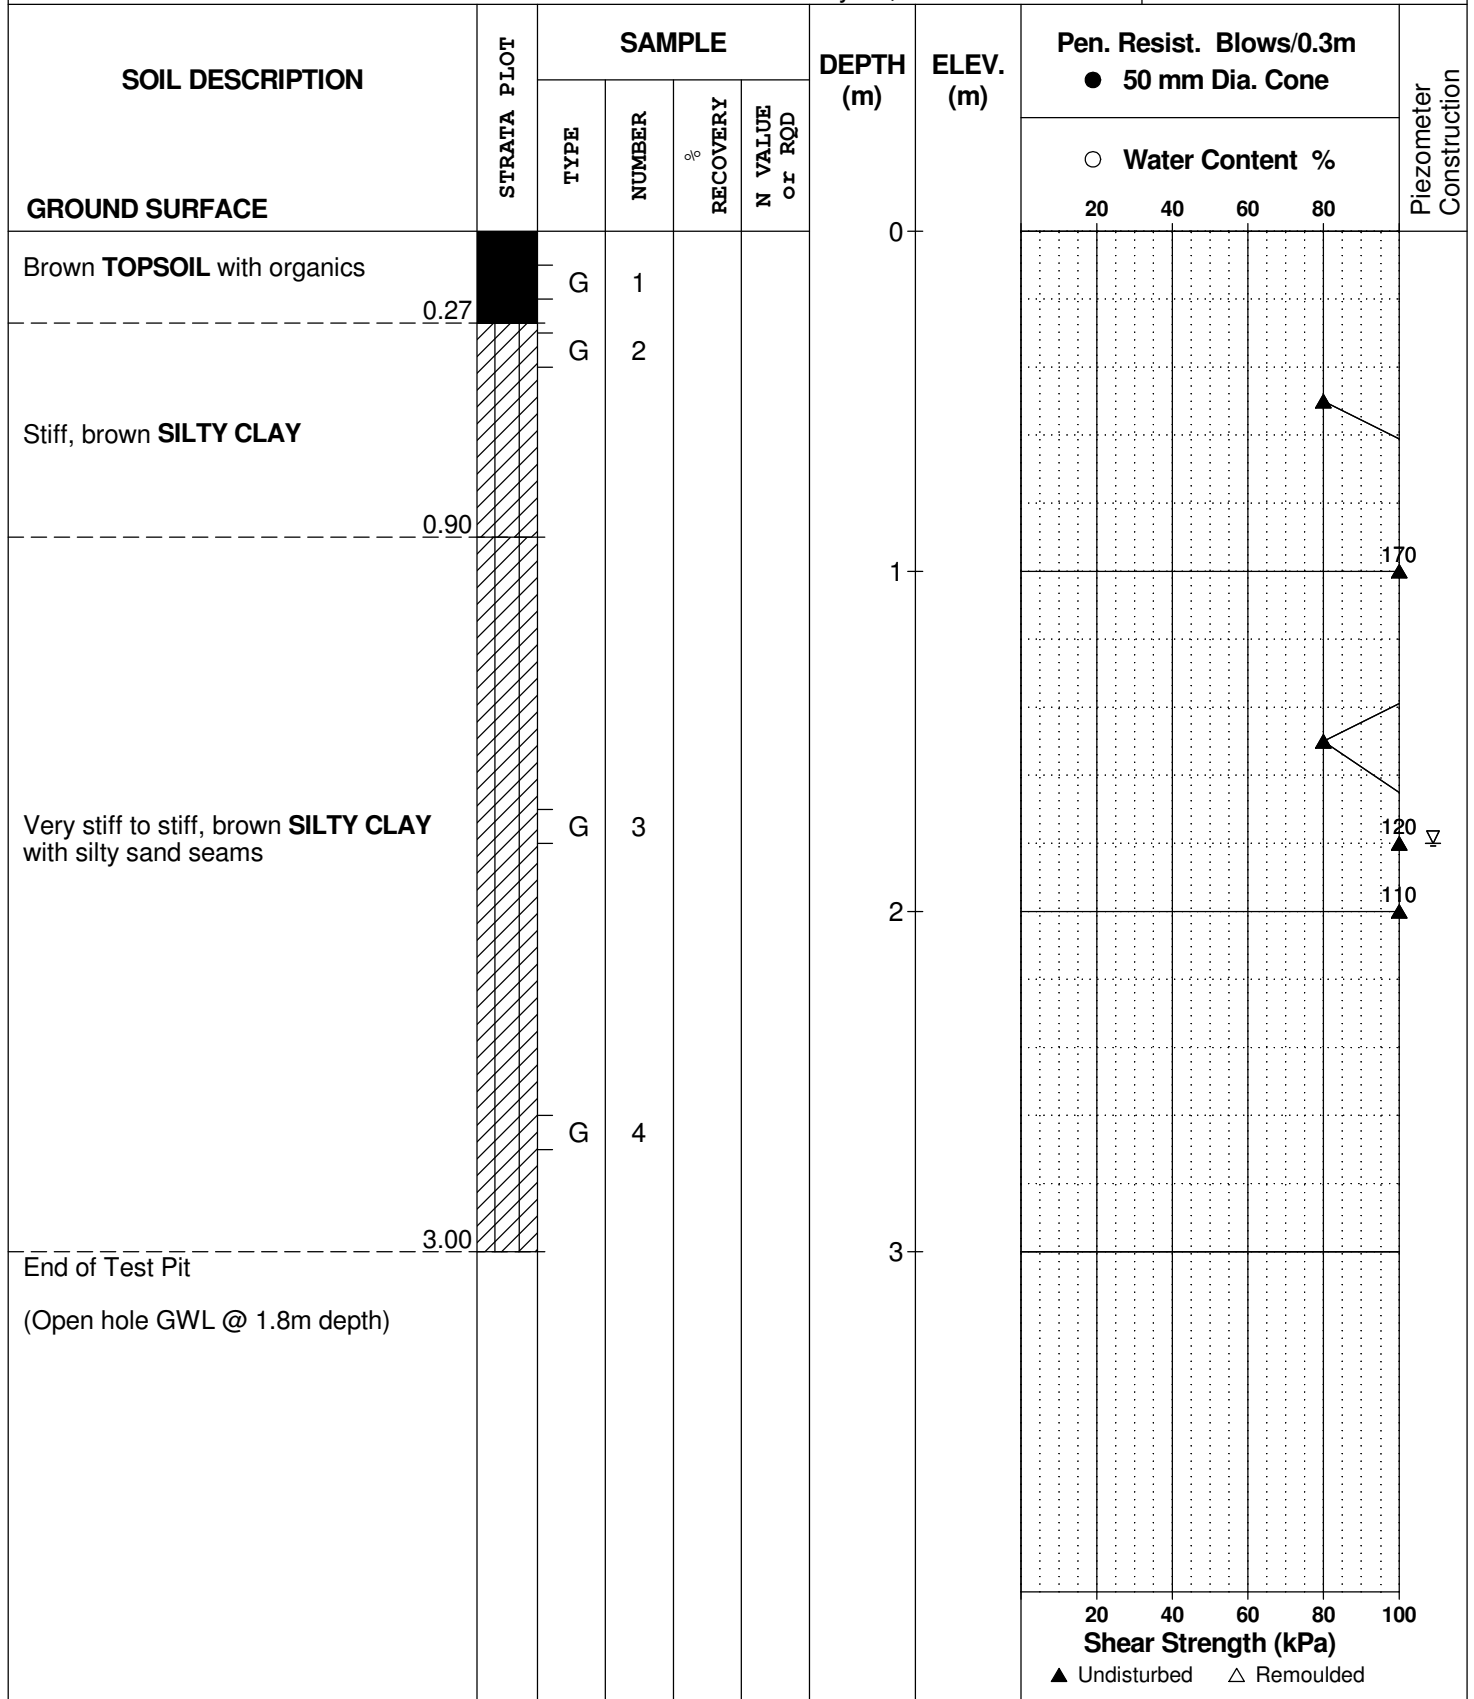 SOIL DESCRIPTION
GROUND SURFACE
STRATA PLOT
SAMPLE
TYPE
NUMBER
%
RECOVERY
N VALUE
or RQD
DEPTH
(m)
ELEV.
(m)
Pen. Resist. Blows/0.3m
● 50 mm Dia. Cone
○ Water Content %
20 40 60 80
Piezometer
Construction
0
Brown TOPSOIL with organics
G 1
0.27
G 2
Stiff, brown SILTY CLAY
0.90
170
1
Very stiff to stiff, brown SILTY CLAY
with silty sand seams
G 3
120
110
2
G 4
3.00
3
End of Test Pit
(Open hole GWL @ 1.8m depth)
20 40 60 80 100
Shear Strength (kPa)
▲ Undisturbed △ Remoulded